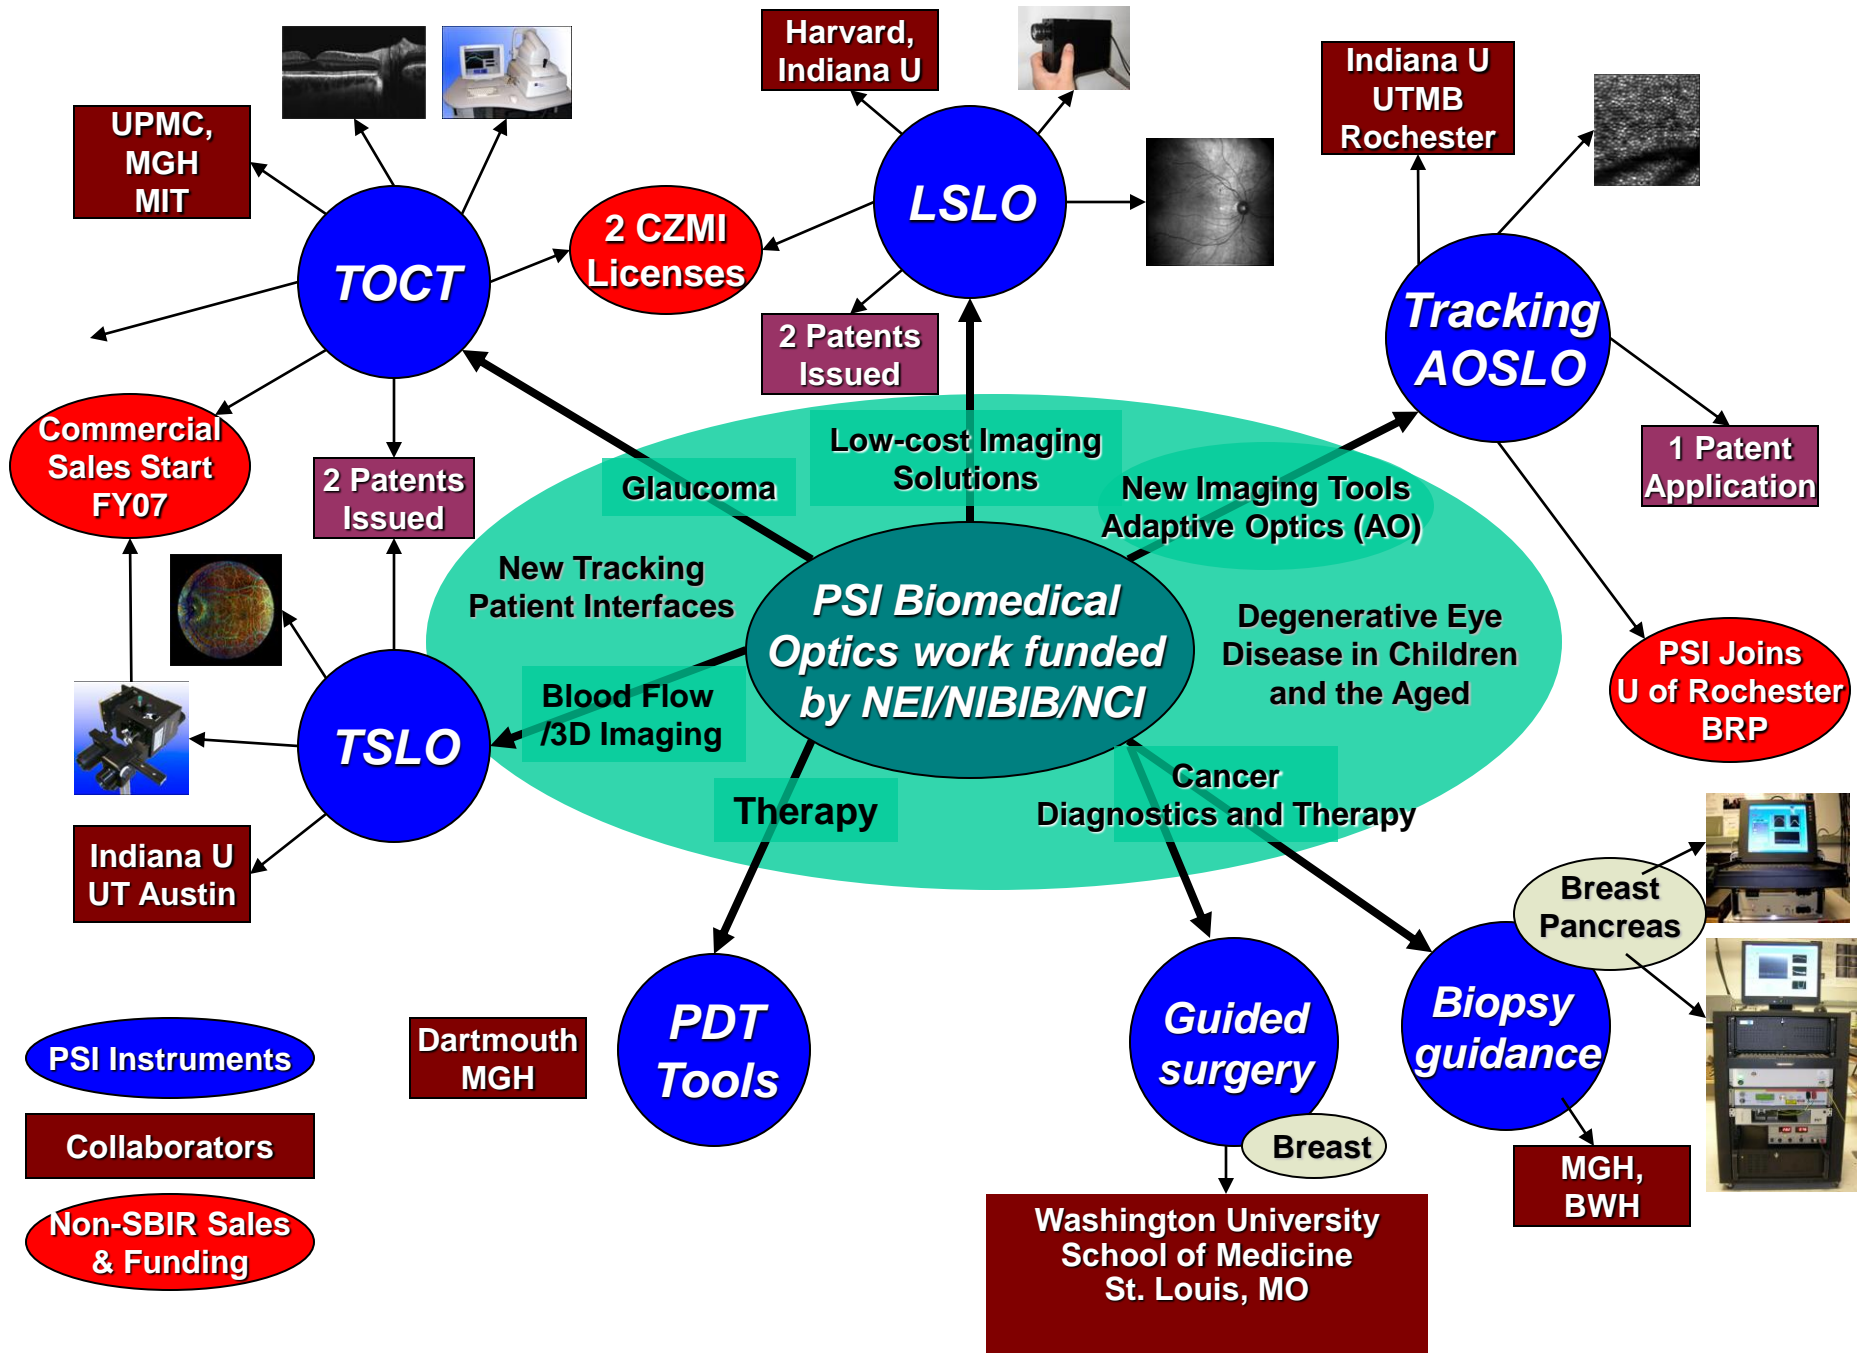 Harvard,
Indiana U
Indiana U
UTMB
Rochester
UPMC,
MGH
MIT
LSLO
2 CZMI
Licenses
TOCT
Tracking
AOSLO
2 Patents
Issued
Commercial
Sales Start
FY07
2 Patents
Issued
Glaucoma
Low-cost Imaging
Solutions
New Imaging Tools
Adaptive Optics (AO)
1 Patent
Application
New Tracking
Patient Interfaces
PSI Biomedical
Optics work funded
by NEI/NIBIB/NCI
Degenerative Eye
Disease in Children
and the Aged
PSI Joins
U of Rochester
BRP
Blood Flow
/3D Imaging
TSLO
Therapy
Cancer
Diagnostics and Therapy
Indiana U
UT Austin
Breast
Pancreas
PDT
Tools
Dartmouth
MGH
Guided
surgery
Biopsy
guidance
Breast
MGH,
BWH
Washington University
School of Medicine
St. Louis, MO
PSI Instruments
Collaborators
Non-SBIR Sales
& Funding